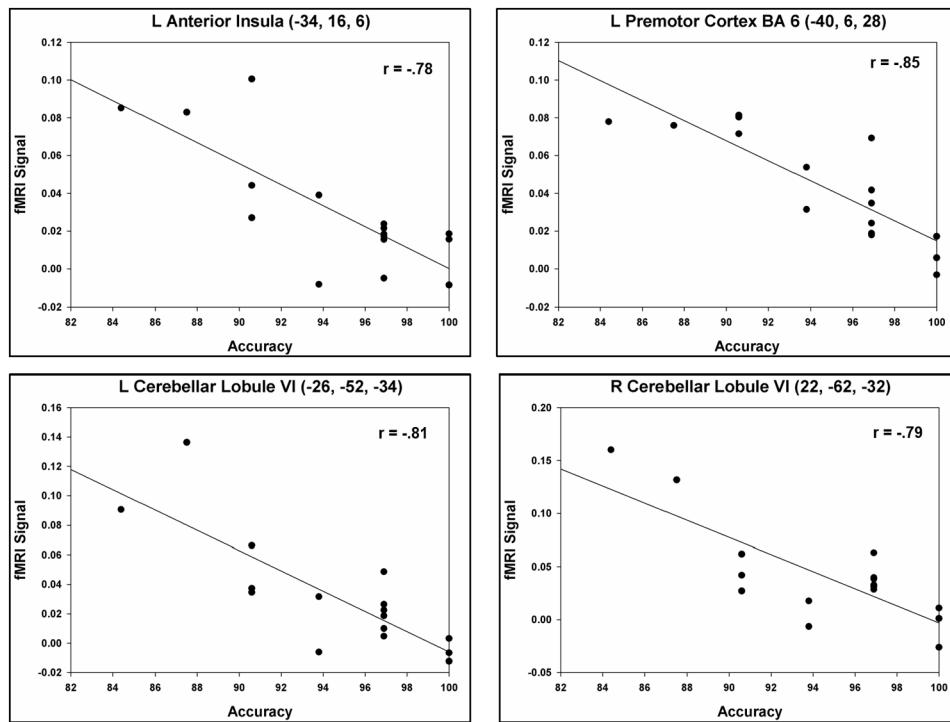 L Anterior Insula (-34, 16, 6)
r = -.78
0.12
0.10
0.08
0.06
0.04
0.02
0.00
-0.02
fMRI Signal
82 84 86 88 90 92 94 96 98 100
Accuracy
L Premotor Cortex BA 6 (-40, 6, 28)
r = -.85
0.12
0.10
0.08
0.06
0.04
0.02
0.00
-0.02
fMRI Signal
82 84 86 88 90 92 94 96 98 100
Accuracy
L Cerebellar Lobule VI (-26, -52, -34)
r = -.81
0.16
0.14
0.12
0.10
0.08
0.06
0.04
0.02
0.00
-0.02
fMRI Signal
82 84 86 88 90 92 94 96 98 100
Accuracy
R Cerebellar Lobule VI (22, -62, -32)
r = -.79
0.20
0.15
0.10
0.05
0.00
-0.05
fMRI Signal
82 84 86 88 90 92 94 96 98 100
Accuracy